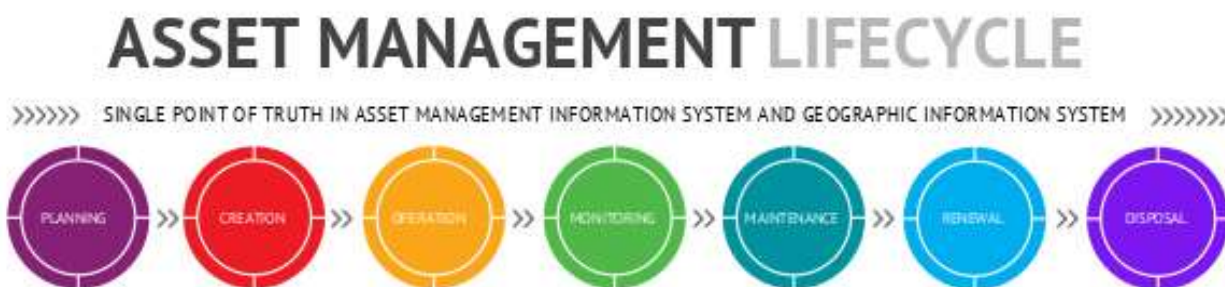 ASSET MANAGEMENT LIFECYCLE
SINGLE POINT OF TRUTH IN ASSET MANAGEMENT INFORMATION SYSTEM AND GEOGRAPHIC INFORMATION SYSTEM
PLANNING CREATION OPERATION MONITORING MAINTENANCE RENEWAL DISPOSAL